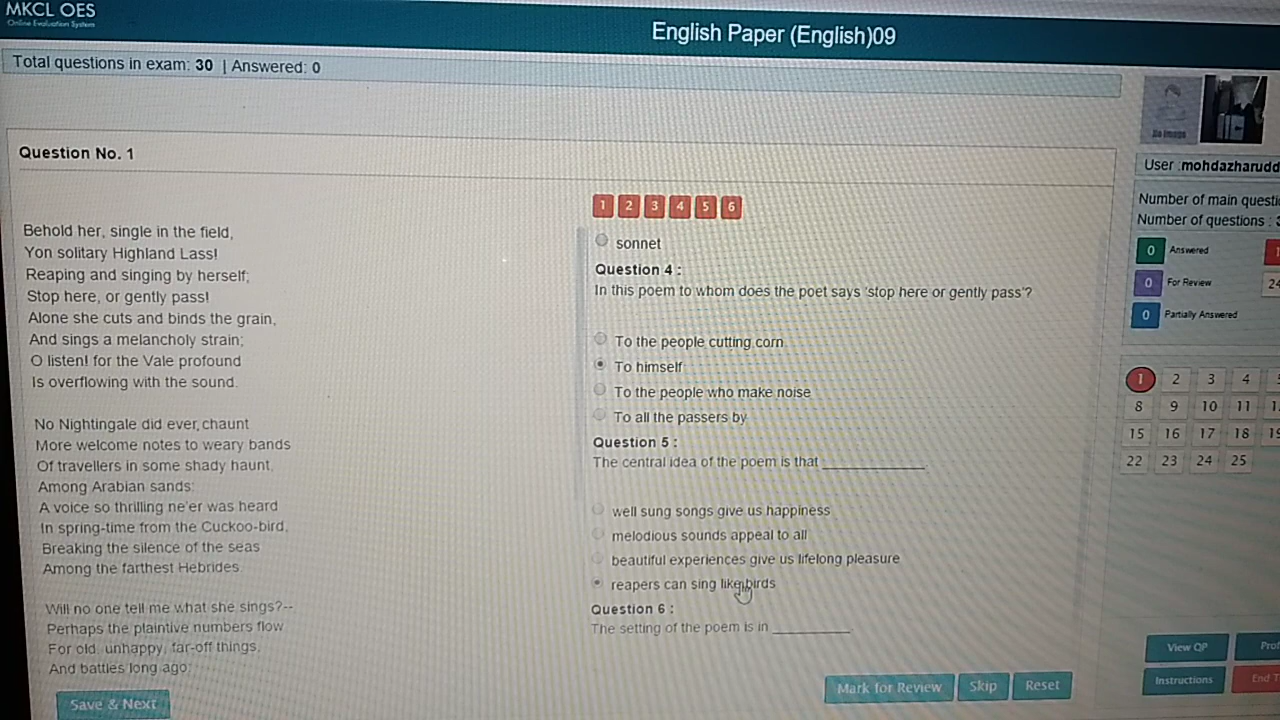 MKCL OES
Online Evaluation System
English Paper (English)09
Total questions in exam: 30 | Answered: 0
No Image
User :mohdazharudd
Question No. 1
Number of main questi
Number of questions :
0 Answered
0 For Review
24
0 Partially Answered
1 2 3 4
8 9 10 11
15 16 17 18
22 23 24 25
Behold her, single in the field,
Yon solitary Highland Lass!
Reaping and singing by herself;
Stop here, or gently pass!
Alone she cuts and binds the grain,
And sings a melancholy strain;
O listen! for the Vale profound
Is overflowing with the sound.
No Nightingale did ever chaunt
More welcome notes to weary bands
Of travellers in some shady haunt,
Among Arabian sands:
A voice so thrilling ne'er was heard
In spring-time from the Cuckoo-bird,
Breaking the silence of the seas
Among the farthest Hebrides.
Will no one tell me what she sings?--
Perhaps the plaintive numbers flow
For old, unhappy, far-off things,
And battles long ago:
1 2 3 4 5 6
sonnet
Question 4 :
In this poem to whom does the poet says 'stop here or gently pass'?
To the people cutting corn
To himself
To the people who make noise
To all the passers by
Question 5 :
The central idea of the poem is that ____________
well sung songs give us happiness
melodious sounds appeal to all
beautiful experiences give us lifelong pleasure
reapers can sing like birds
Question 6 :
The setting of the poem is in __________
Save & Next
Mark for Review
Skip
Reset
View QP
Prof
Instructions
End T